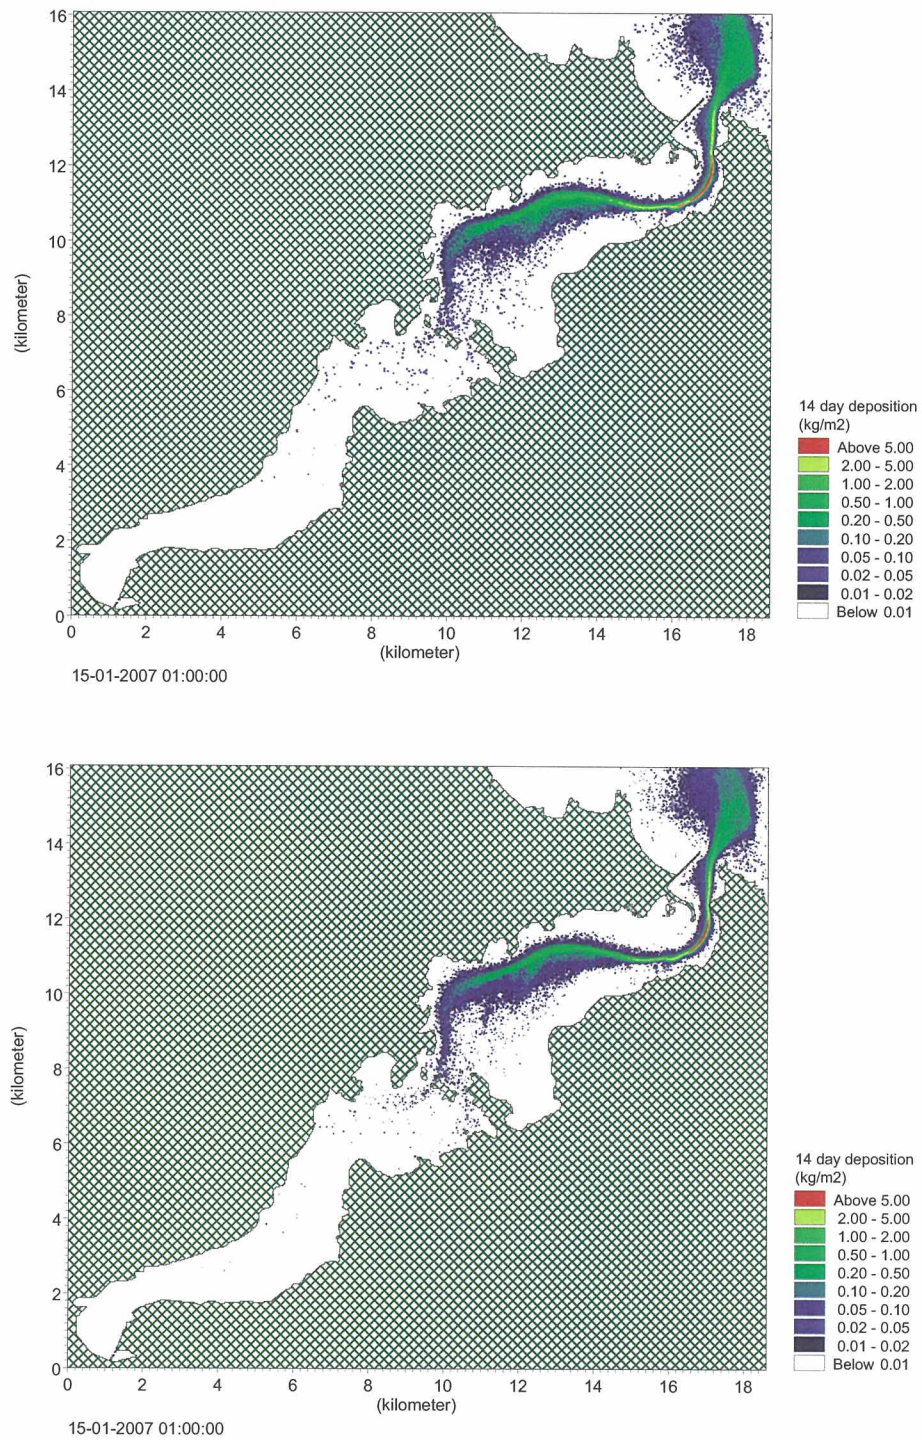 16
14
12
10
8
6
4
2
0
(kilometer)
0 2 4 6 8 10 12 14 16 18
(kilometer)
15-01-2007 01:00:00
14 day deposition
(kg/m2)
Above 5.00
2.00 - 5.00
1.00 - 2.00
0.50 - 1.00
0.20 - 0.50
0.10 - 0.20
0.05 - 0.10
0.02 - 0.05
0.01 - 0.02
Below 0.01
16
14
12
10
8
6
4
2
0
(kilometer)
0 2 4 6 8 10 12 14 16 18
(kilometer)
15-01-2007 01:00:00
14 day deposition
(kg/m2)
Above 5.00
2.00 - 5.00
1.00 - 2.00
0.50 - 1.00
0.20 - 0.50
0.10 - 0.20
0.05 - 0.10
0.02 - 0.05
0.01 - 0.02
Below 0.01